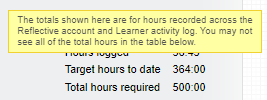 The totals shown here are for hours recorded across the
Reflective account and Learner activity log. You may not
see all of the total hours in the table below.
Hours logged
Target hours to date 364:00
Total hours required 500:00